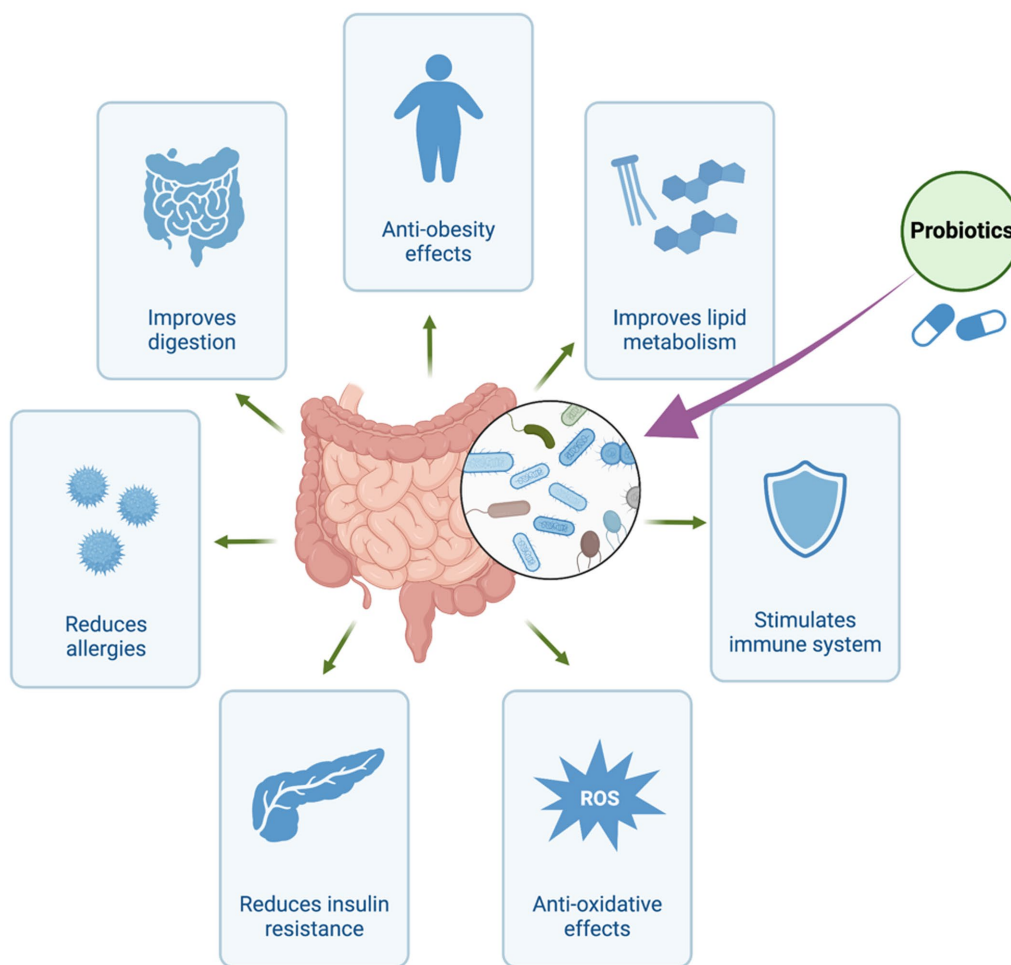 Anti-obesity
effects
Improves
digestion
Improves lipid
metabolism
Probiotics
Reduces
allergies
Stimulates
immune system
Reduces insulin
resistance
ROS
Anti-oxidative
effects